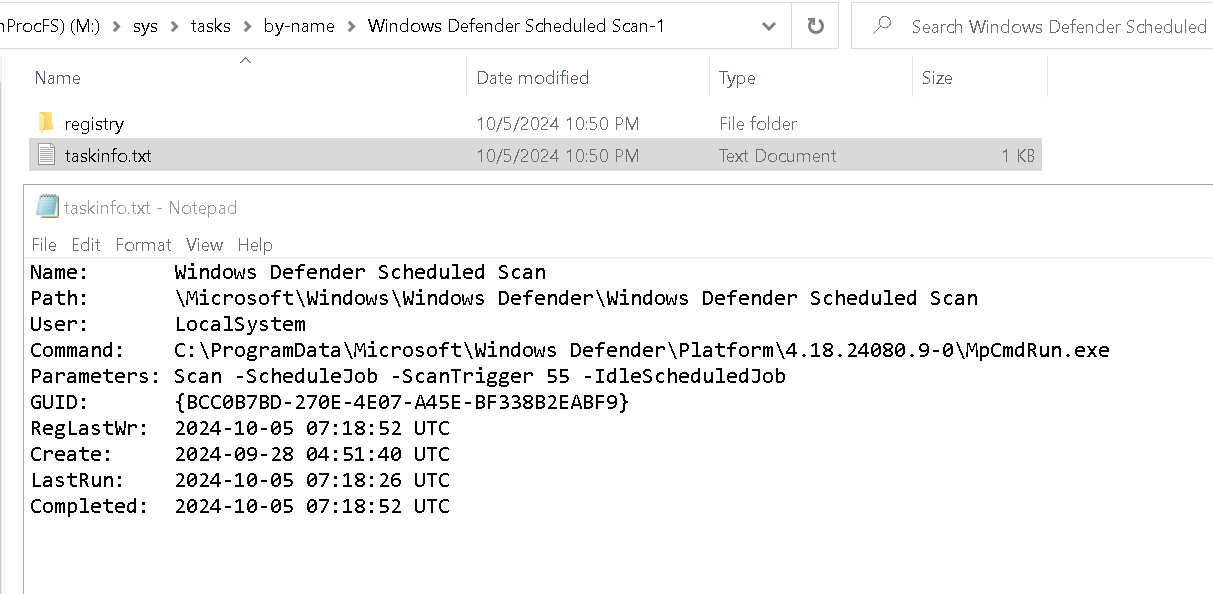 nProcFS) (M:) > sys > tasks > by-name > Windows Defender Scheduled Scan-1
Search Windows Defender Scheduled
Name Date modified Type Size
registry 10/5/2024 10:50 PM File folder
taskinfo.txt 10/5/2024 10:50 PM Text Document 1 KB
taskinfo.txt - Notepad
File Edit Format View Help
Name: Windows Defender Scheduled Scan
Path: \Microsoft\Windows\Windows Defender\Windows Defender Scheduled Scan
User: LocalSystem
Command: C:\ProgramData\Microsoft\Windows Defender\Platform\4.18.24080.9-0\MpCmdRun.exe
Parameters: Scan -ScheduleJob -ScanTrigger 55 -IdleScheduledJob
GUID: {BCC0B7BD-270E-4E07-A45E-BF338B2EABF9}
RegLastWr: 2024-10-05 07:18:52 UTC
Create: 2024-09-28 04:51:40 UTC
LastRun: 2024-10-05 07:18:26 UTC
Completed: 2024-10-05 07:18:52 UTC